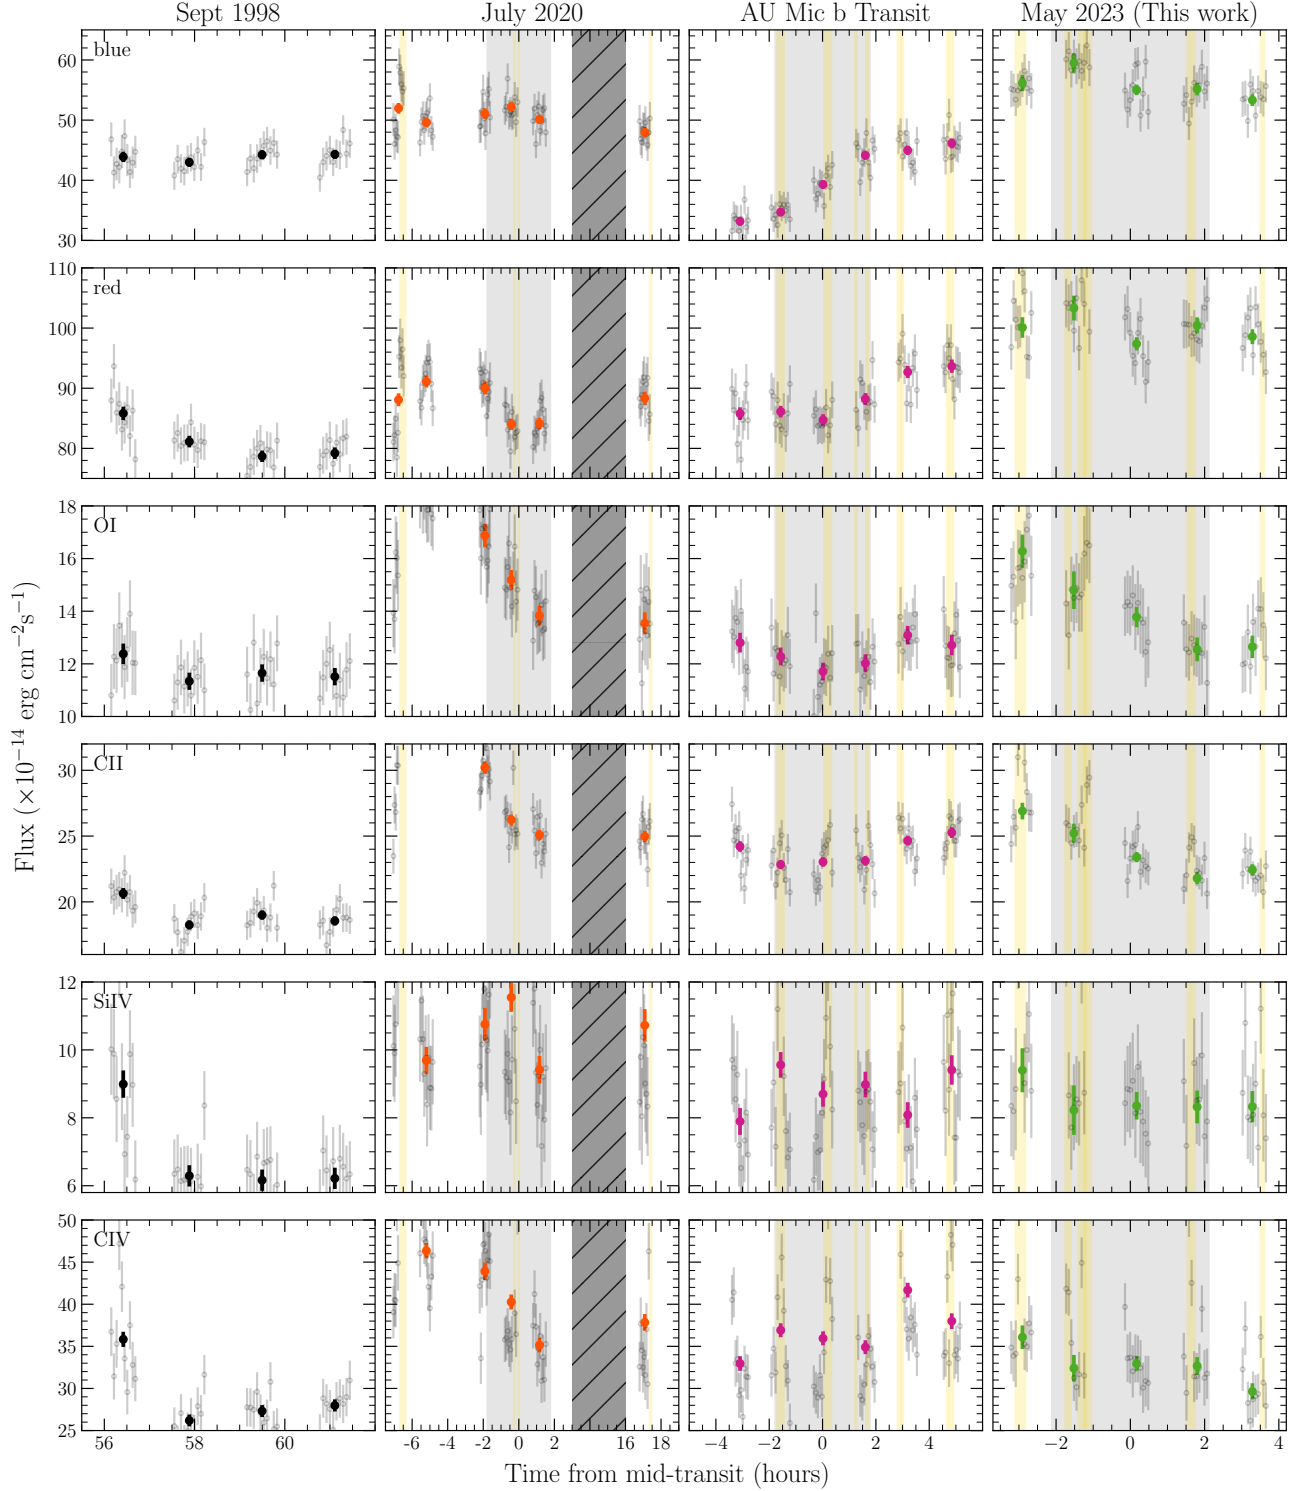 Sept 1998 July 2020 AU Mic b Transit May 2023 (This work)
blue
60
50
40
30
red
110
100
90
80
OI
18
16
14
12
10
CII
30
25
20
SiIV
12
10
8
6
CIV
50
45
40
35
30
25
56 58 60 -6 -4 -2 0 2 16 18 −4 −2 0 2 4 −2 0 2 4
Flux (×10−14 erg cm−2s−1)
Time from mid-transit (hours)